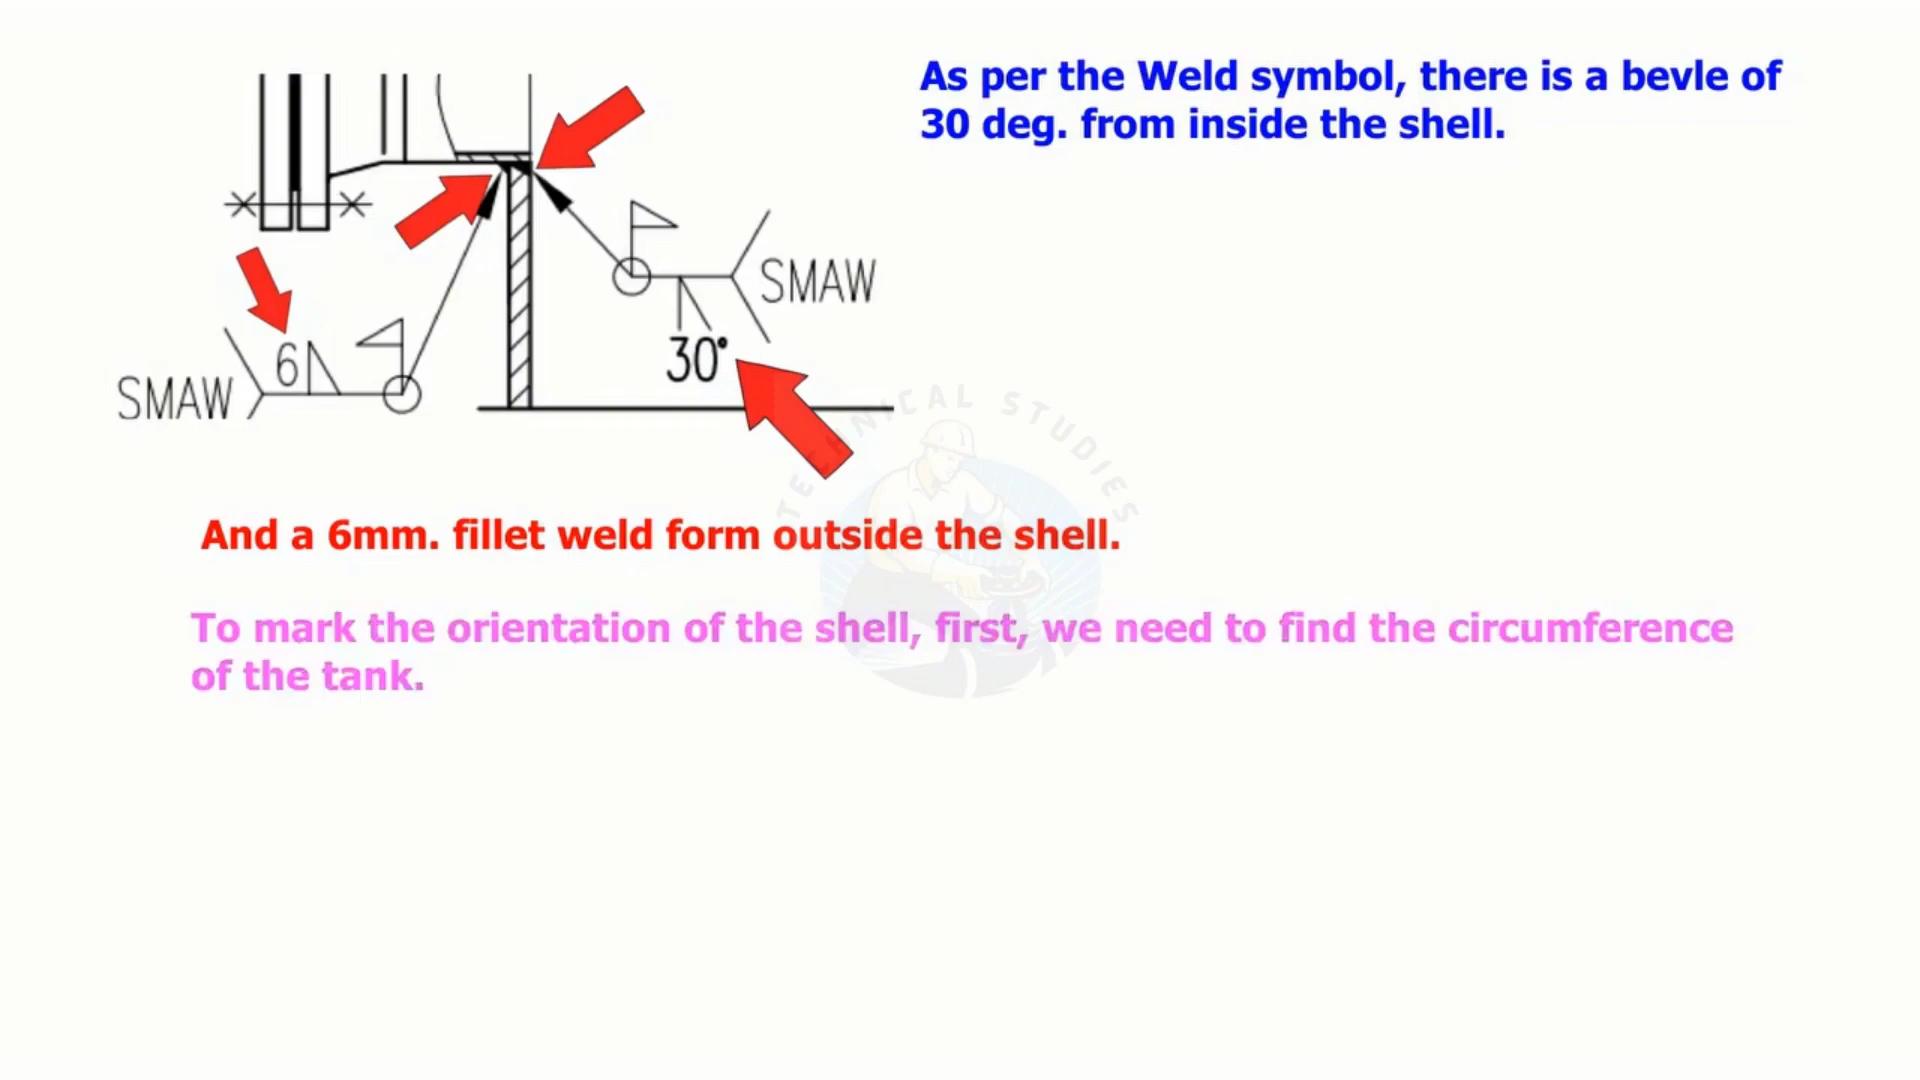 As per the Weld symbol, there is a bevle of
30 deg. from inside the shell.
SMAW
30°
6
SMAW
TECHNICAL STUDIES
And a 6mm. fillet weld form outside the shell.
To mark the orientation of the shell, first, we need to find the circumference
of the tank.